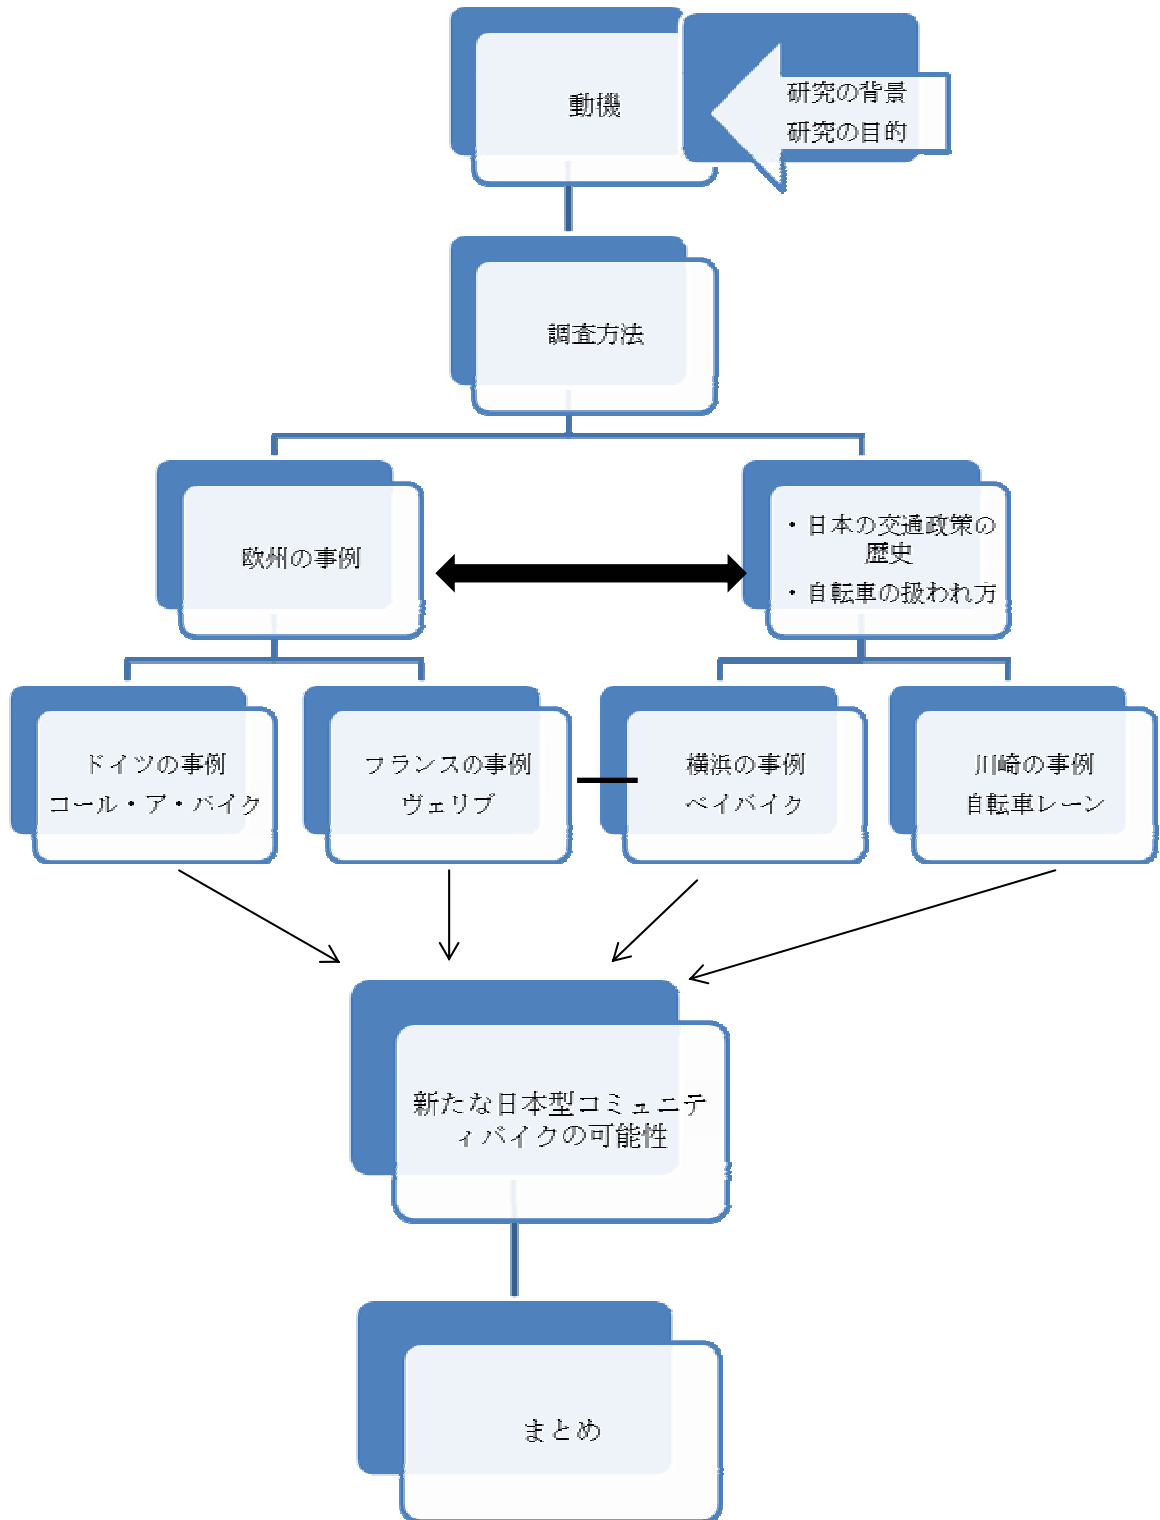 動機
研究の背景
研究の目的
調査方法
欧州の事例
・日本の交通政策の
歴史
・自転車の扱われ方
ドイツの事例
コール・ア・バイク
フランスの事例
ヴェリブ
横浜の事例
ベイバイク
川崎の事例
自転車レーン
新たな日本型コミュニテ
ィバイクの可能性
まとめ